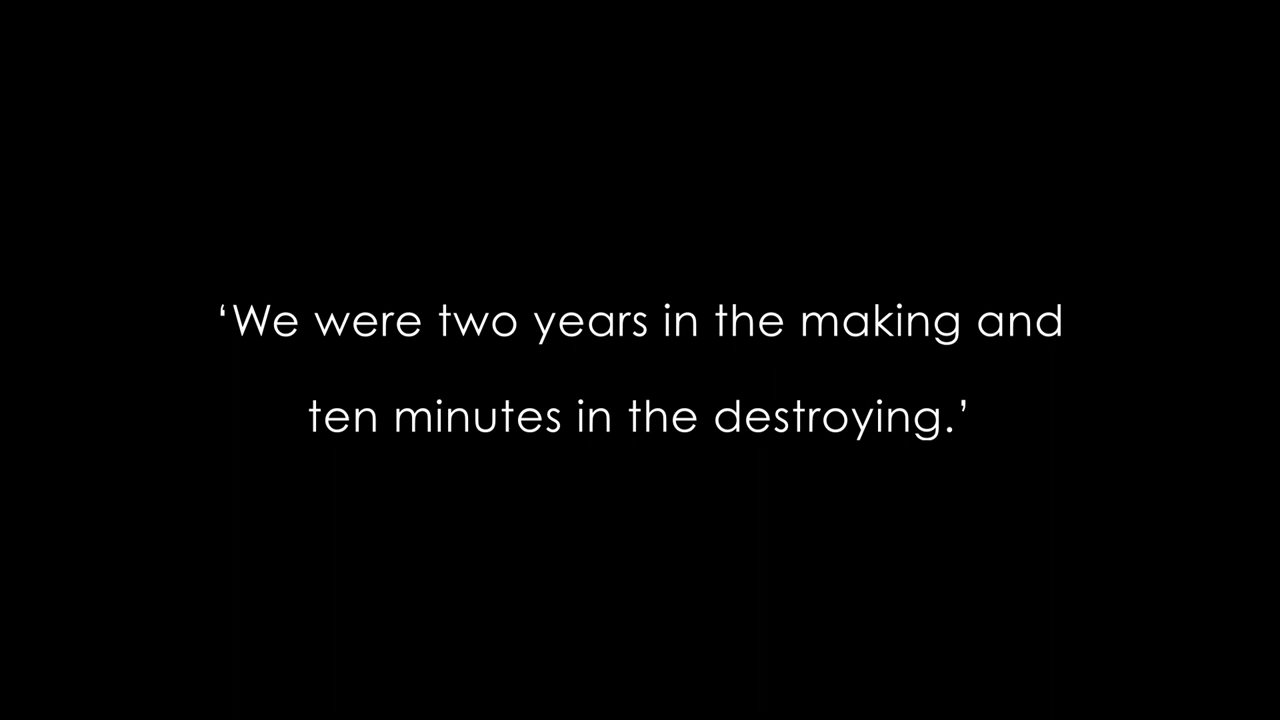 ‘We were two years in the making and
ten minutes in the destroying.’